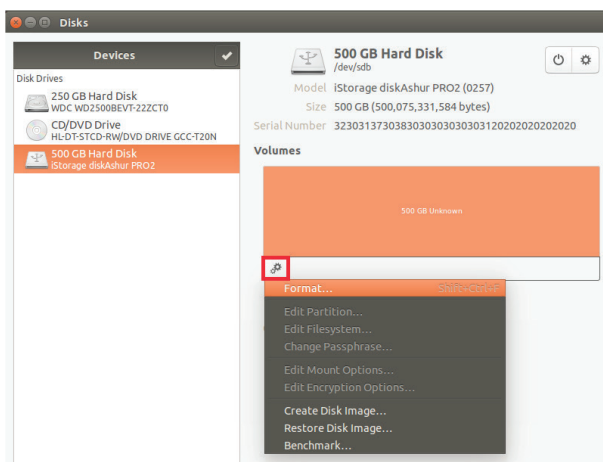 Disks
Devices
Disk Drives
250 GB Hard Disk
WDC WD2500BEVT-22ZCT0
CD/DVD Drive
HL-DT-STCD-RW/DVD DRIVE GCC-T20N
500 GB Hard Disk
iStorage diskAshur PRO2
500 GB Hard Disk
/dev/sdb
Model iStorage diskAshur PRO2 (0257)
Size 500 GB (500,075,331,584 bytes)
Serial Number 32303137303830303030303031202020202020
Volumes
500 GB Unknown
Format... Shift+Ctrl+F
Edit Partition...
Edit Filesystem...
Change Passphrase...
Edit Mount Options...
Edit Encryption Options...
Create Disk Image...
Restore Disk Image...
Benchmark...